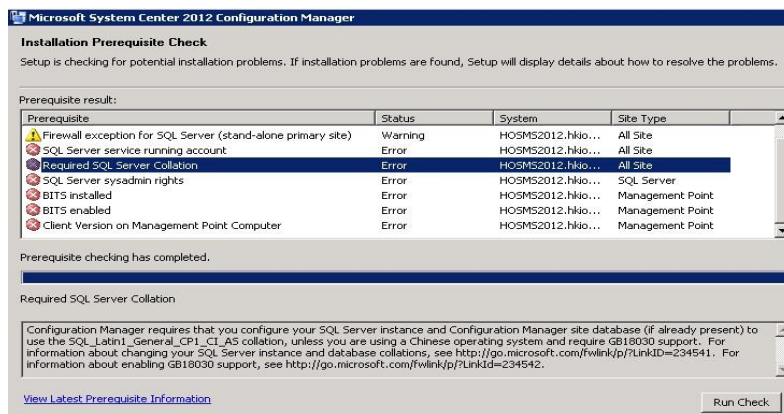 Microsoft System Center 2012 Configuration Manager
Installation Prerequisite Check
Setup is checking for potential installation problems. If installation problems are found, Setup will display details about how to resolve the problems.
Prerequisite result:
Prerequisite Status System Site Type
Firewall exception for SQL Server (stand-alone primary site) Warning HOSMS2012.hkio... All Site
SQL Server service running account Error HOSMS2012.hkio... All Site
Required SQL Server Collation Error HOSMS2012.hkio... All Site
SQL Server sysadmin rights Error HOSMS2012.hkio... SQL Server
BITS installed Error HOSMS2012.hkio... Management Point
BITS enabled Error HOSMS2012.hkio... Management Point
Client Version on Management Point Computer Error HOSMS2012.hkio... Management Point
Prerequisite checking has completed.
Required SQL Server Collation
Configuration Manager requires that you configure your SQL Server instance and Configuration Manager site database (if already present) to
use the SQL_Latin1_General_CP1_CI_AS collation, unless you are using a Chinese operating system and require GB18030 support. For
information about changing your SQL Server instance and database collations, see http://go.microsoft.com/fwlink/p/?LinkID=234541. For
information about enabling GB18030 support, see http://go.microsoft.com/fwlink/p/?LinkId=234542.
View Latest Prerequisite Information
Run Check